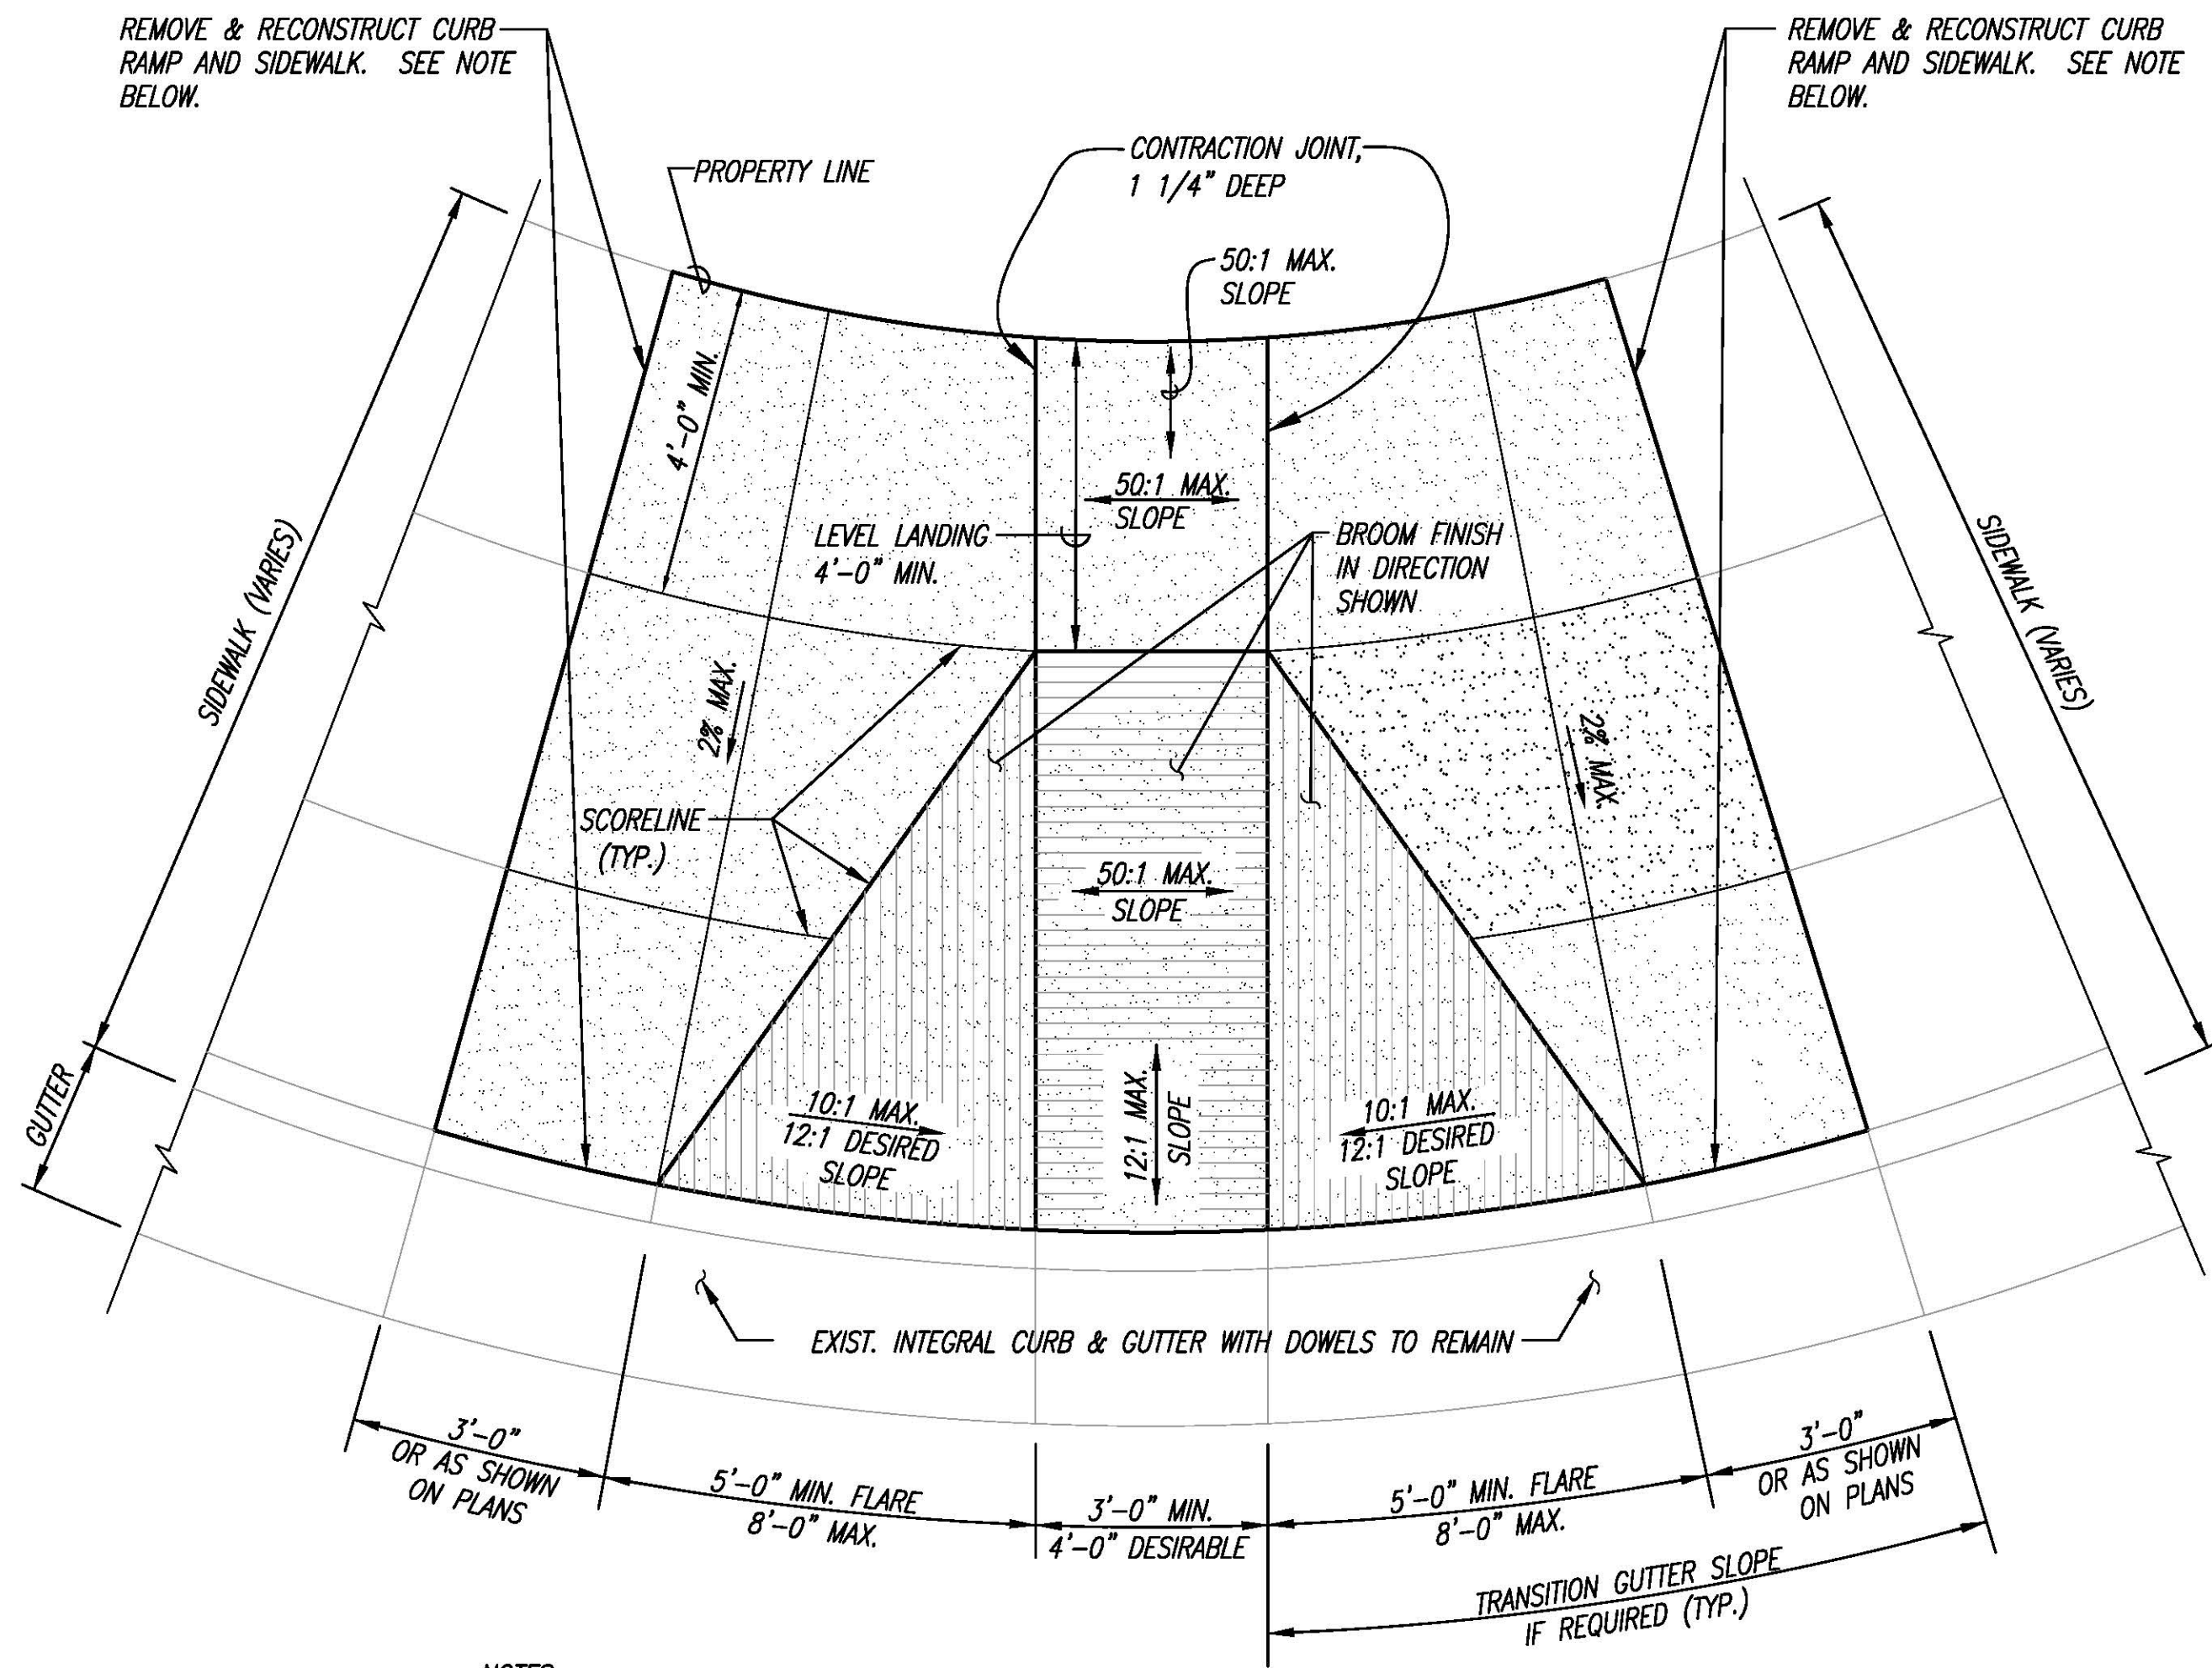 REMOVE & RECONSTRUCT CURB
RAMP AND SIDEWALK. SEE NOTE
BELOW.
REMOVE & RECONSTRUCT CURB
RAMP AND SIDEWALK. SEE NOTE
BELOW.
PROPERTY LINE
CONTRACTION JOINT,
1 1/4" DEEP
50:1 MAX.
SLOPE
4'-0" MIN.
50:1 MAX.
SLOPE
LEVEL LANDING
4'-0" MIN.
BROOM FINISH
IN DIRECTION
SHOWN
SIDEWALK (VARIES)
SIDEWALK (VARIES)
2% MAX.
2% MAX.
SCORELINE
(TYP.)
50:1 MAX.
SLOPE
GUTTER
10:1 MAX.
12:1 DESIRED
SLOPE
12:1 MAX.
SLOPE
10:1 MAX.
12:1 DESIRED
SLOPE
EXIST. INTEGRAL CURB & GUTTER WITH DOWELS TO REMAIN
3'-0"
OR AS SHOWN
ON PLANS
5'-0" MIN. FLARE
8'-0" MAX.
3'-0" MIN.
4'-0" DESIRABLE
5'-0" MIN. FLARE
8'-0" MAX.
3'-0"
OR AS SHOWN
ON PLANS
TRANSITION GUTTER SLOPE
IF REQUIRED (TYP.)